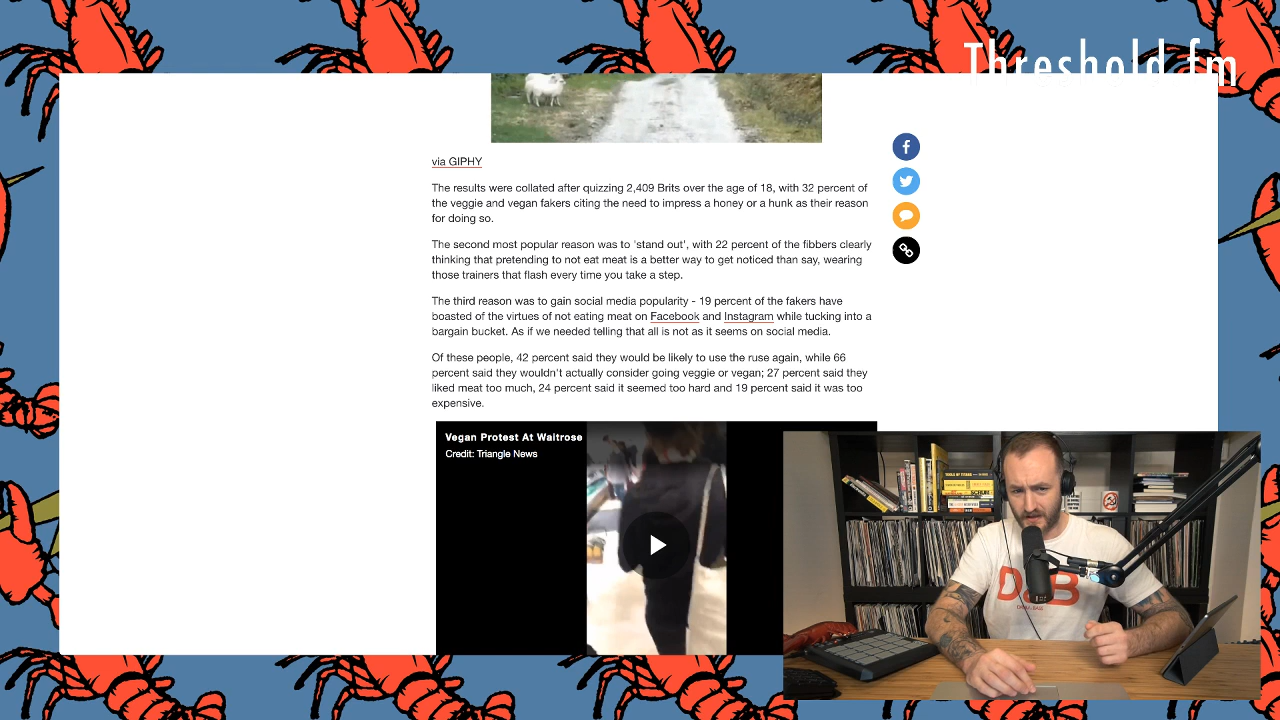 Threshold fm
via GIPHY
The results were collated after quizzing 2,409 Brits over the age of 18, with 32 percent of
the veggie and vegan fakers citing the need to impress a honey or a hunk as their reason
for doing so.
The second most popular reason was to 'stand out', with 22 percent of the fibbers clearly
thinking that pretending to not eat meat is a better way to get noticed than say, wearing
those trainers that flash every time you take a step.
The third reason was to gain social media popularity - 19 percent of the fakers have
boasted of the virtues of not eating meat on Facebook and Instagram while tucking into a
bargain bucket. As if we needed telling that all is not as it seems on social media.
Of these people, 42 percent said they would be likely to use the ruse again, while 66
percent said they wouldn't actually consider going veggie or vegan; 27 percent said they
liked meat too much, 24 percent said it seemed too hard and 19 percent said it was too
expensive.
Vegan Protest At Waitrose
Credit: Triangle News
D&B